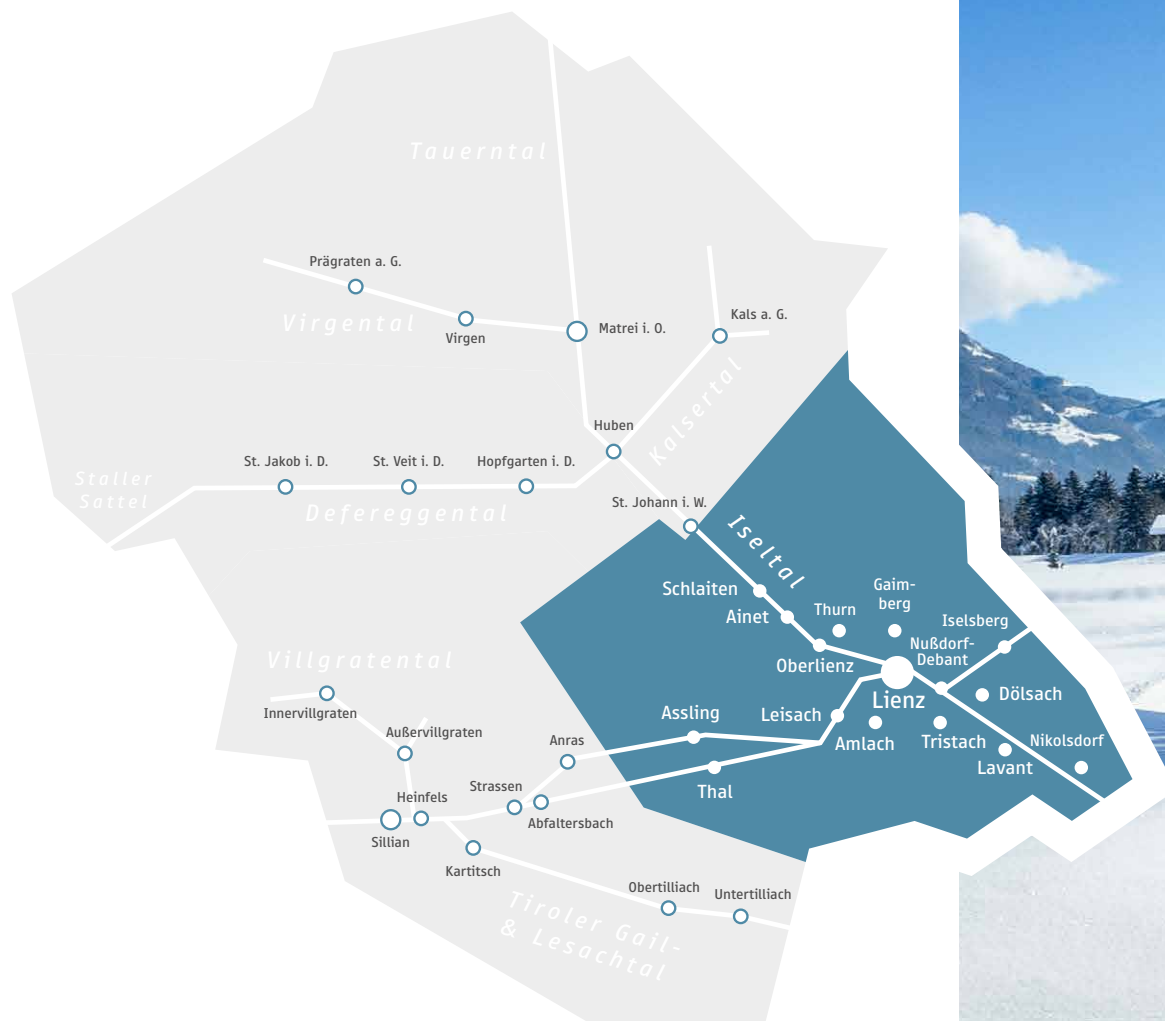 Tauerntal
Prägraten a. G.
Virgental
Virgen
Matrei i. O.
Kals a. G.
Kalsertal
Huben
St. Jakob i. D.
St. Veit i. D.
Hopfgarten i. D.
Staller
Sattel
Defereggental
St. Johann i. W.
Iseltal
Schlaiten
Ainet
Thurn
Gaim-
berg
Iselsberg
Oberlienz
Nußdorf-
Debant
Lienz
Dölsach
Villgratental
Innervillgraten
Außervillgraten
Assling
Leisach
Amlach
Tristach
Nikolsdorf
Lavant
Anras
Thal
Strassen
Heinfels
Abfaltersbach
Sillian
Kartitsch
Obertilliach
Untertilliach
Tiroler Gail-
& Lesachtal